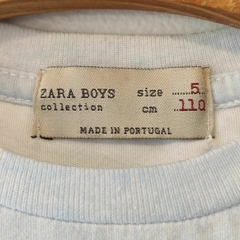 ZARA BOYS size ......5....
collection cm ...110...
MADE IN PORTUGAL